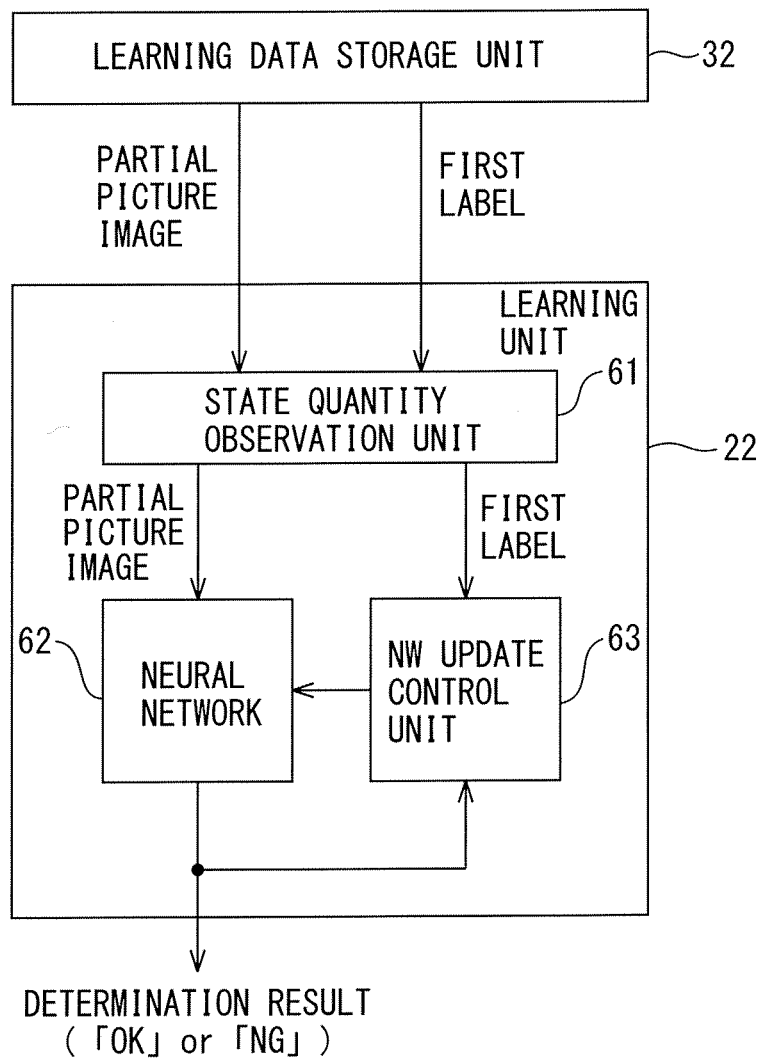 LEARNING DATA STORAGE UNIT
32
PARTIAL
PICTURE
IMAGE
FIRST
LABEL
LEARNING
UNIT
61
STATE QUANTITY
OBSERVATION UNIT
22
PARTIAL
PICTURE
IMAGE
FIRST
LABEL
62
63
NEURAL
NETWORK
NW UPDATE
CONTROL
UNIT
DETERMINATION RESULT
(「OK」 or 「NG」)